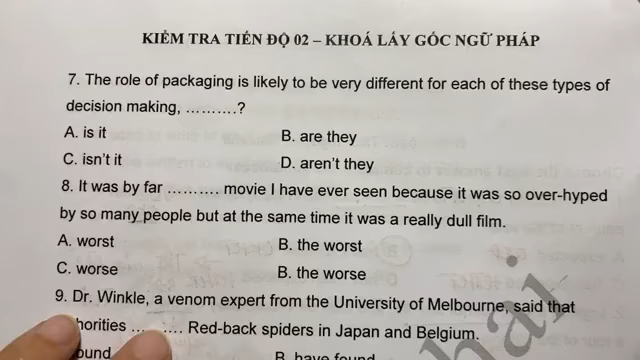 KIỂM TRA TIẾN ĐỘ 02 – KHOÁ LẤY GỐC NGỮ PHÁP
7. The role of packaging is likely to be very different for each of these types of
decision making, ……….?
A. is it B. are they
C. isn't it D. aren't they
8. It was by far ………. movie I have ever seen because it was so over-hyped
by so many people but at the same time it was a really dull film.
A. worst B. the worst
C. worse B. the worse
9. Dr. Winkle, a venom expert from the University of Melbourne, said that
horities … …. Red-back spiders in Japan and Belgium.
ound B. have found